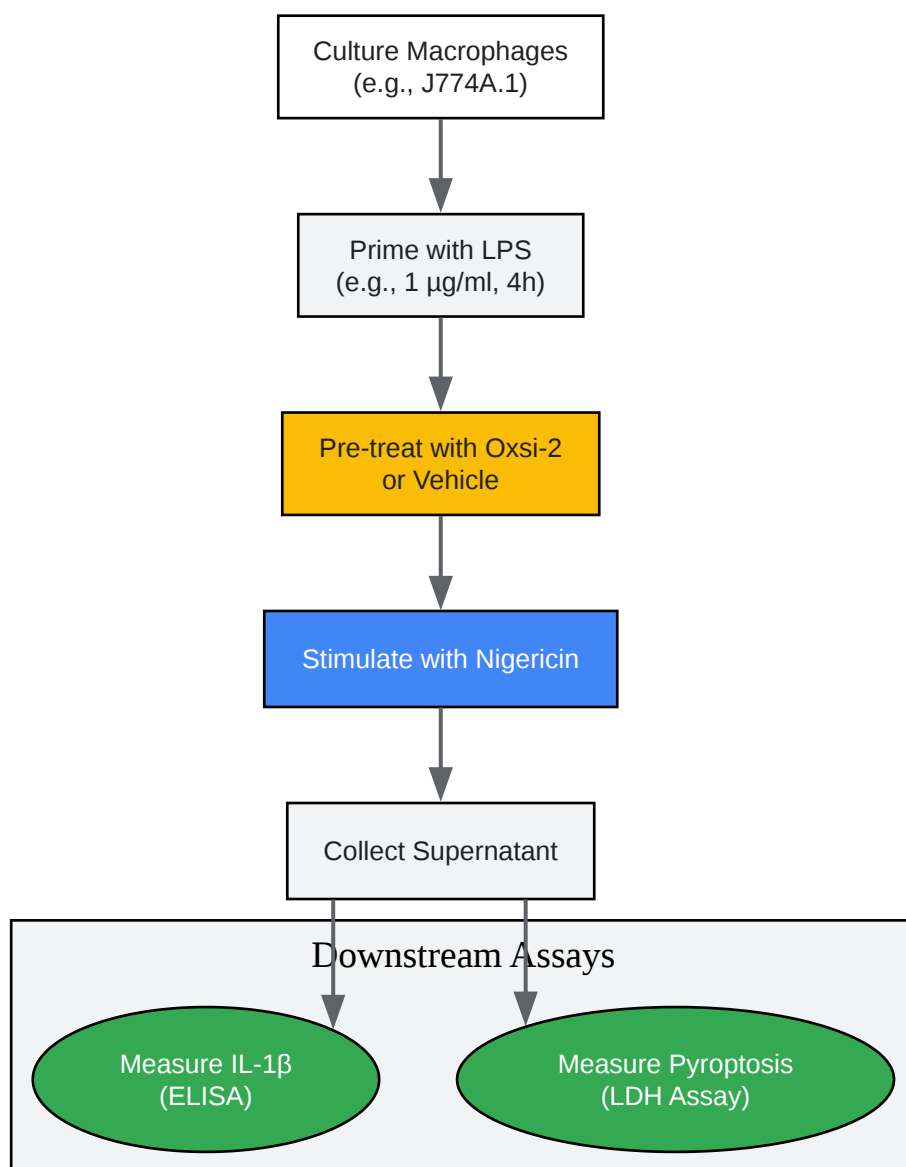 Culture Macrophages
(e.g., J774A.1)
Prime with LPS
(e.g., 1 µg/ml, 4h)
Pre-treat with Oxsi-2
or Vehicle
Stimulate with Nigericin
Collect Supernatant
Downstream Assays
Measure IL-1β
(ELISA)
Measure Pyroptosis
(LDH Assay)